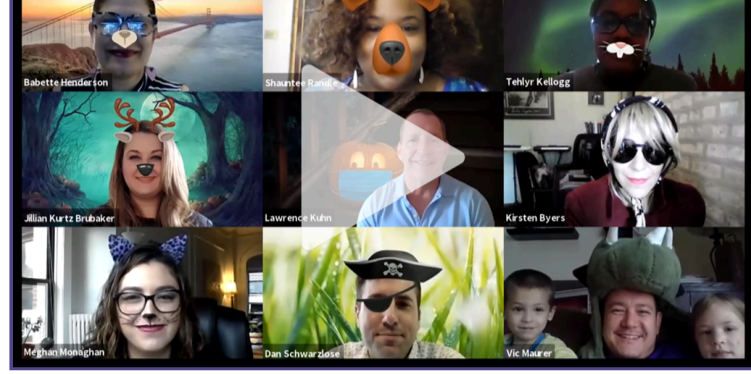 Babette Henderson
Shauntee Randle
Tehlyr Kellogg
Jillian Kurtz Brubaker
Lawrence Kuhn
Kirsten Byers
Meghan Monaghan
Dan Schwarzlose
Vic Maurer